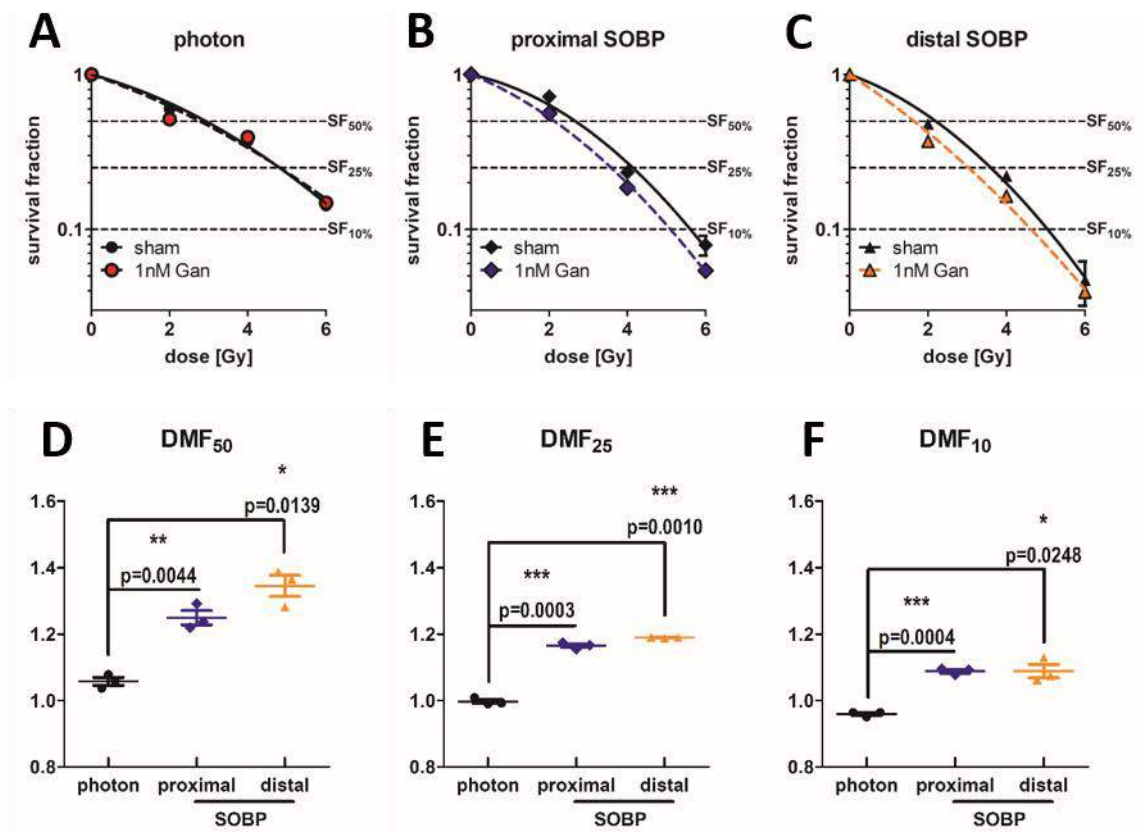 A
photon
survival fraction
1
0.1
SF50%
SF25%
SF10%
sham
1nM Gan
0 2 4 6
dose [Gy]
B
proximal SOBP
survival fraction
1
0.1
SF50%
SF25%
SF10%
sham
1nM Gan
0 2 4 6
dose [Gy]
C
distal SOBP
survival fraction
1
0.1
SF50%
SF25%
SF10%
sham
1nM Gan
0 2 4 6
dose [Gy]
D
DMF50
*
p=0.0139
**
p=0.0044
1.6
1.4
1.2
1.0
0.8
photon proximal distal
SOBP
E
DMF25
***
p=0.0010
***
p=0.0003
1.6
1.4
1.2
1.0
0.8
photon proximal distal
SOBP
F
DMF10
*
p=0.0248
***
p=0.0004
1.6
1.4
1.2
1.0
0.8
photon proximal distal
SOBP